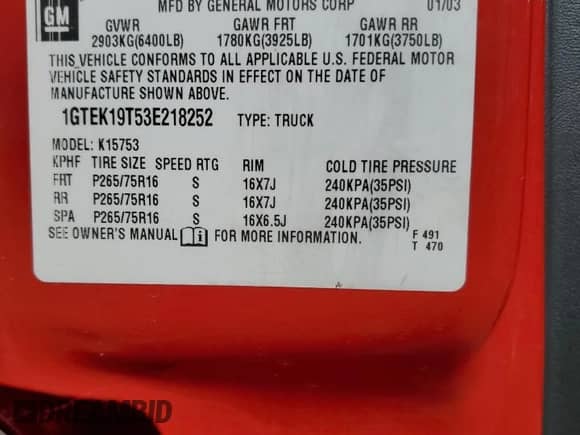 MFD BY GENERAL MOTORS CORP 01/03
GM
GVWR GAWR FRT GAWR RR
2903KG(6400LB) 1780KG(3925LB) 1701KG(3750LB)
THIS VEHICLE CONFORMS TO ALL APPLICABLE U.S. FEDERAL MOTOR
VEHICLE SAFETY STANDARDS IN EFFECT ON THE DATE OF
MANUFACTURE SHOWN ABOVE.
1GTEK19T53E218252 TYPE: TRUCK
MODEL: K15753
KPHF TIRE SIZE SPEED RTG RIM COLD TIRE PRESSURE
FRT P265/75R16 S 16X7J 240KPA(35PSI)
RR P265/75R16 S 16X7J 240KPA(35PSI)
SPA P265/75R16 S 16X6.5J 240KPA(35PSI)
SEE OWNER'S MANUAL FOR MORE INFORMATION.
F 491
T 470